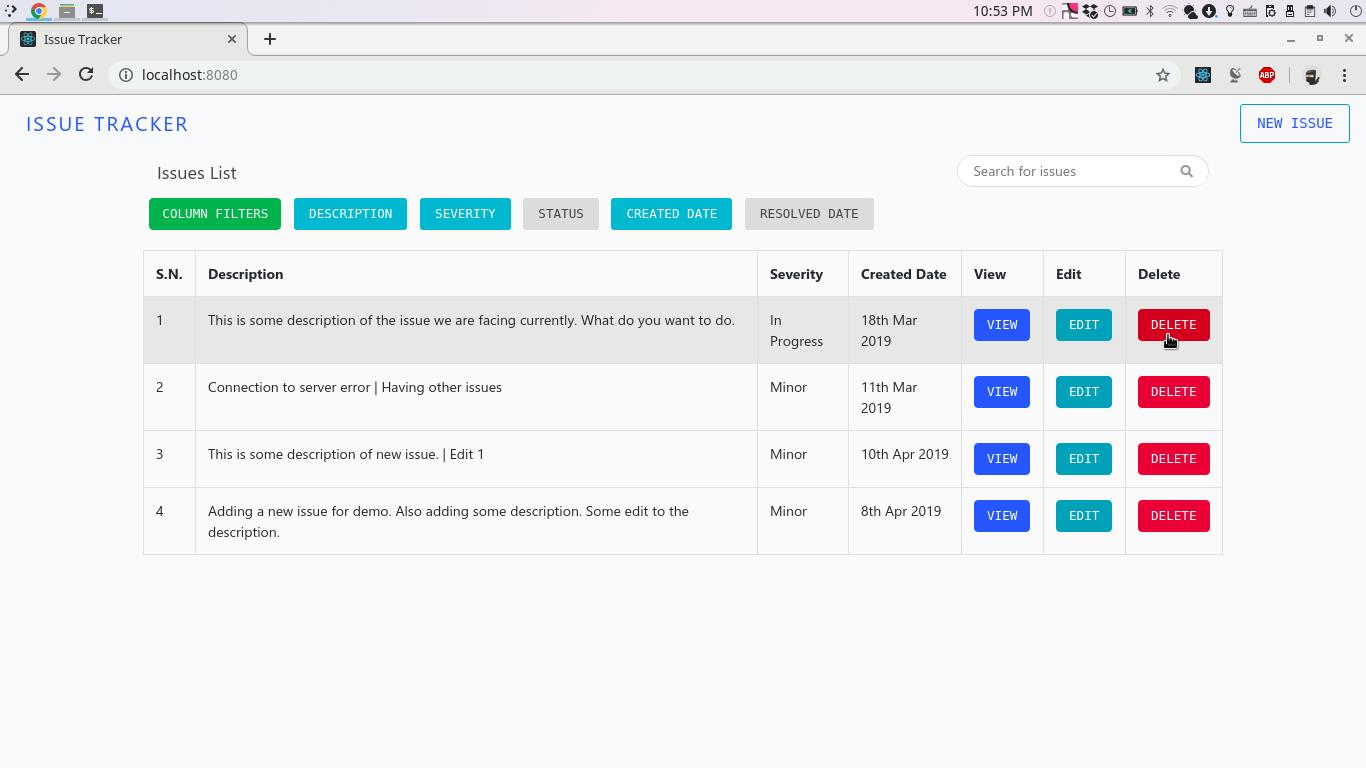 10:53 PM
Issue Tracker
localhost:8080
ABP
ISSUE TRACKER
NEW ISSUE
Issues List
Search for issues
COLUMN FILTERS DESCRIPTION SEVERITY STATUS CREATED DATE RESOLVED DATE
S.N. Description Severity Created Date View Edit Delete
1 This is some description of the issue we are facing currently. What do you want to do. In 18th Mar VIEW EDIT DELETE
Progress 2019
2 Connection to server error | Having other issues Minor 11th Mar VIEW EDIT DELETE
2019
3 This is some description of new issue. | Edit 1 Minor 10th Apr 2019 VIEW EDIT DELETE
4 Adding a new issue for demo. Also adding some description. Some edit to the Minor 8th Apr 2019 VIEW EDIT DELETE
description.